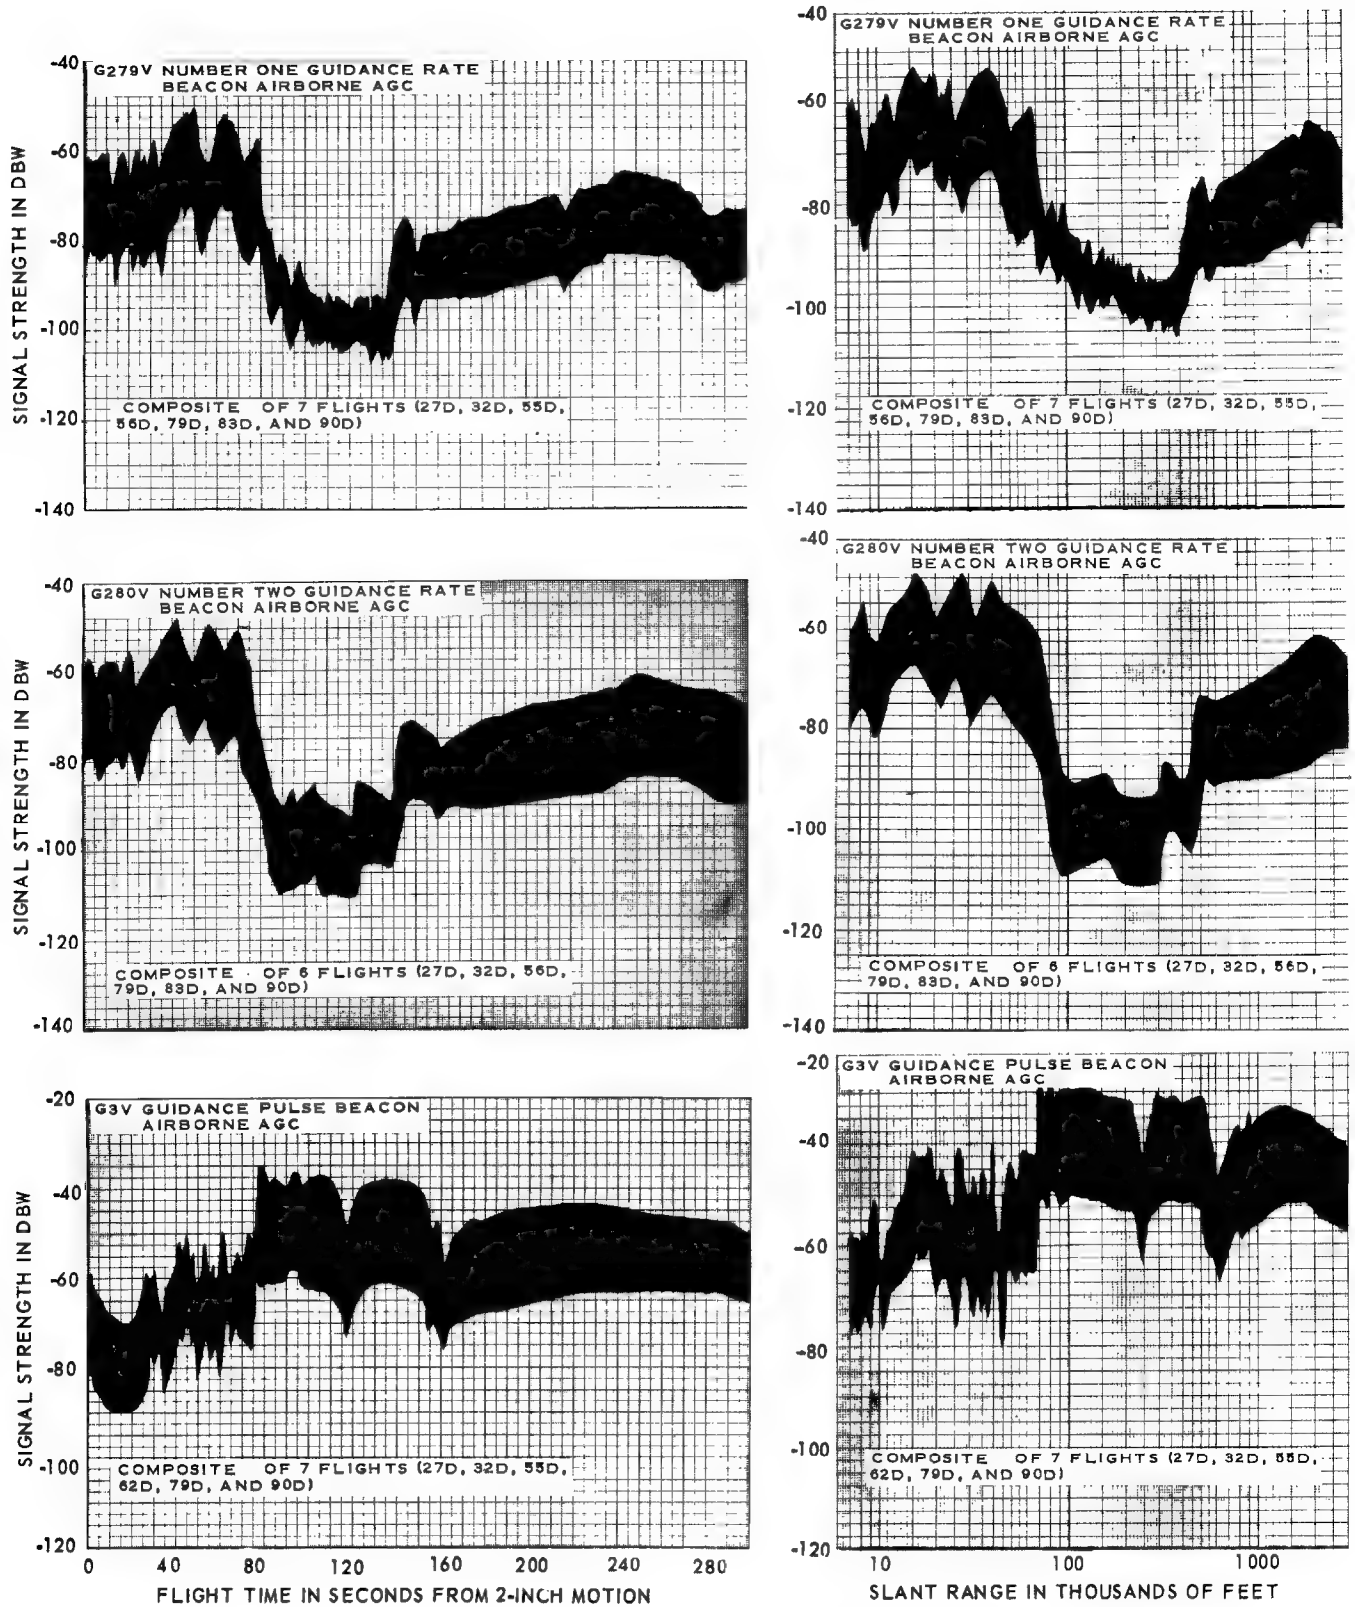 G279V NUMBER ONE GUIDANCE RATE
BEACON AIRBORNE AGC
-40
-60
-80
-100
-120
-140
SIGNAL STRENGTH IN DBW
COMPOSITE OF 7 FLIGHTS (27D, 32D, 55D,
56D, 79D, 83D, AND 90D)
G279V NUMBER ONE GUIDANCE RATE
BEACON AIRBORNE AGC
-40
-60
-80
-100
-120
-140
COMPOSITE OF 7 FLIGHTS (27D, 32D, 55D,
56D, 79D, 83D, AND 90D)
G280V NUMBER TWO GUIDANCE RATE
BEACON AIRBORNE AGC
-40
-60
-80
-100
-120
-140
SIGNAL STRENGTH IN DBW
COMPOSITE OF 6 FLIGHTS (27D, 32D, 56D,
79D, 83D, AND 90D)
G280V NUMBER TWO GUIDANCE RATE
BEACON AIRBORNE AGC
-40
-60
-80
-100
-120
-140
COMPOSITE OF 6 FLIGHTS (27D, 32D, 56D,
79D, 83D, AND 90D)
G3V GUIDANCE PULSE BEACON
AIRBORNE AGC
-20
-40
-60
-80
-100
-120
SIGNAL STRENGTH IN DBW
COMPOSITE OF 7 FLIGHTS (27D, 32D, 55D,
62D, 79D, AND 90D)
0 40 80 120 160 200 240 280
FLIGHT TIME IN SECONDS FROM 2-INCH MOTION
G3V GUIDANCE PULSE BEACON
AIRBORNE AGC
-20
-40
-60
-80
-100
-120
COMPOSITE OF 7 FLIGHTS (27D, 32D, 55D,
62D, 79D, AND 90D)
10 100 1000
SLANT RANGE IN THOUSANDS OF FEET